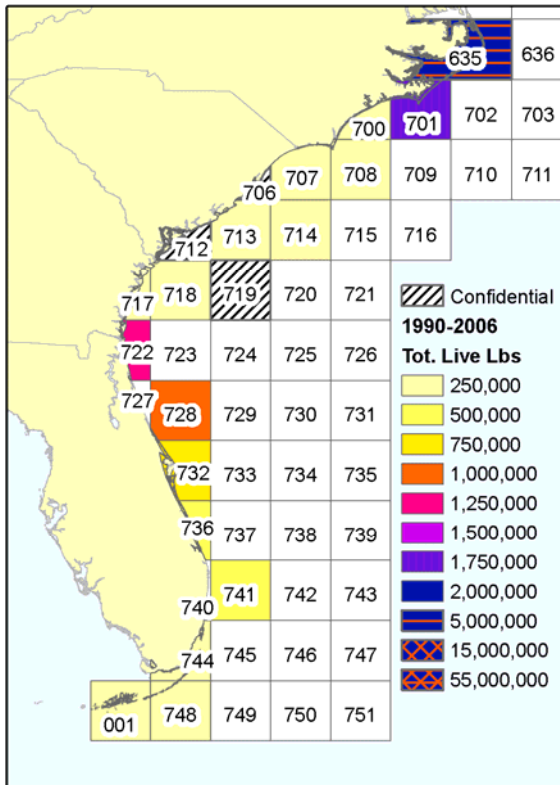 635 636
700 701 702 703
706 707 708 709 710 711
712 713 714 715 716
717 718 719 720 721
722 723 724 725 726
727 728 729 730 731
732 733 734 735
736 737 738 739
740 741 742 743
744 745 746 747
001 748 749 750 751
Confidential
1990-2006
Tot. Live Lbs
250,000
500,000
750,000
1,000,000
1,250,000
1,500,000
1,750,000
2,000,000
5,000,000
15,000,000
55,000,000